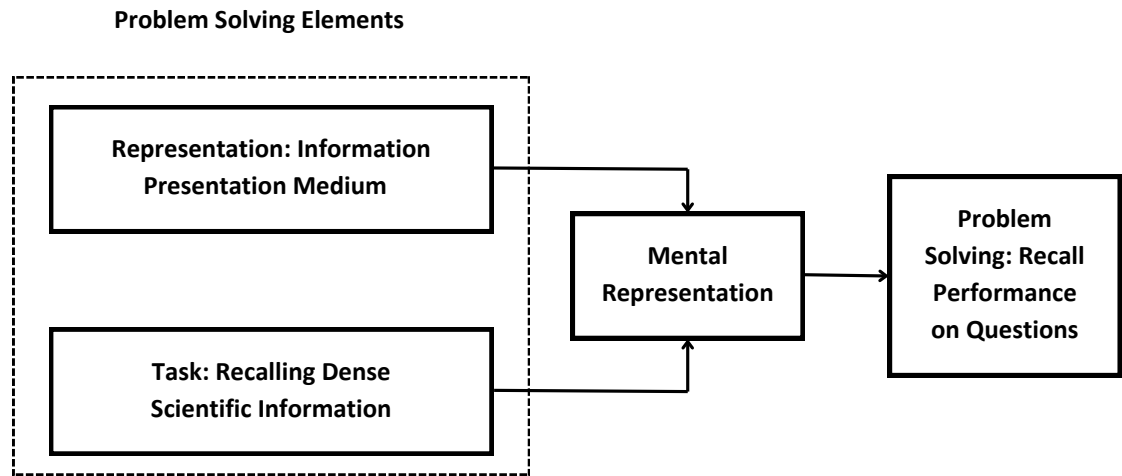 Problem Solving Elements
Representation: Information
Presentation Medium
Mental
Representation
Problem
Solving: Recall
Performance
on Questions
Task: Recalling Dense
Scientific Information